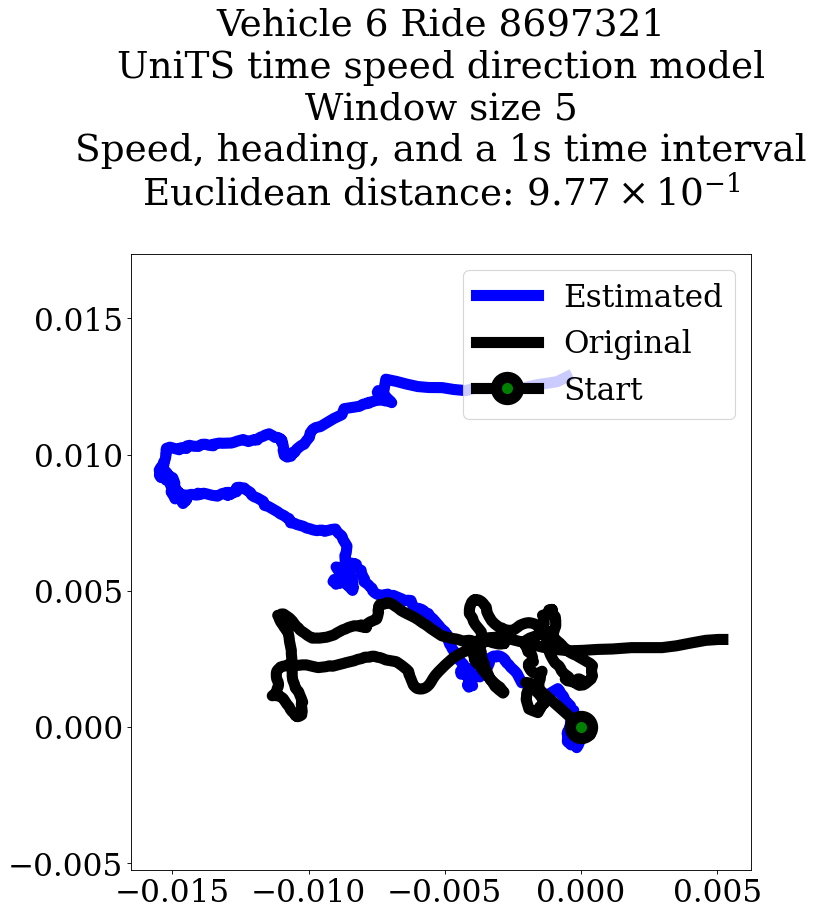 Vehicle 6 Ride 8697321
UniTS time speed direction model
Window size 5
Speed, heading, and a 1s time interval
Euclidean distance: 9.77 × 10⁻¹
Estimated
Original
Start
0.015
0.010
0.005
0.000
−0.005
−0.015 −0.010 −0.005 0.000 0.005